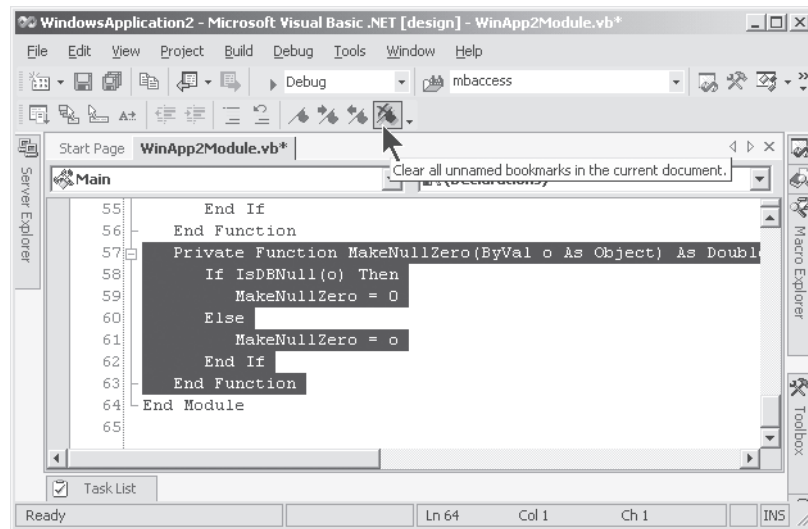 WindowsApplication2 - Microsoft Visual Basic .NET [design] - WinApp2Module.vb*
File Edit View Project Build Debug Tools Window Help
Debug mbaccess
Start Page WinApp2Module.vb*
Clear all unnamed bookmarks in the current document.
Main (Declarations)
Server Explorer
55 End If
56 End Function
57 Private Function MakeNullZero(ByVal o As Object) As Doubl
58 If IsDBNull(o) Then
59 MakeNullZero = 0
60 Else
61 MakeNullZero = o
62 End If
63 End Function
64 End Module
65
Macro Explorer
Toolbox
Task List
Ready Ln 64 Col 1 Ch 1 INS